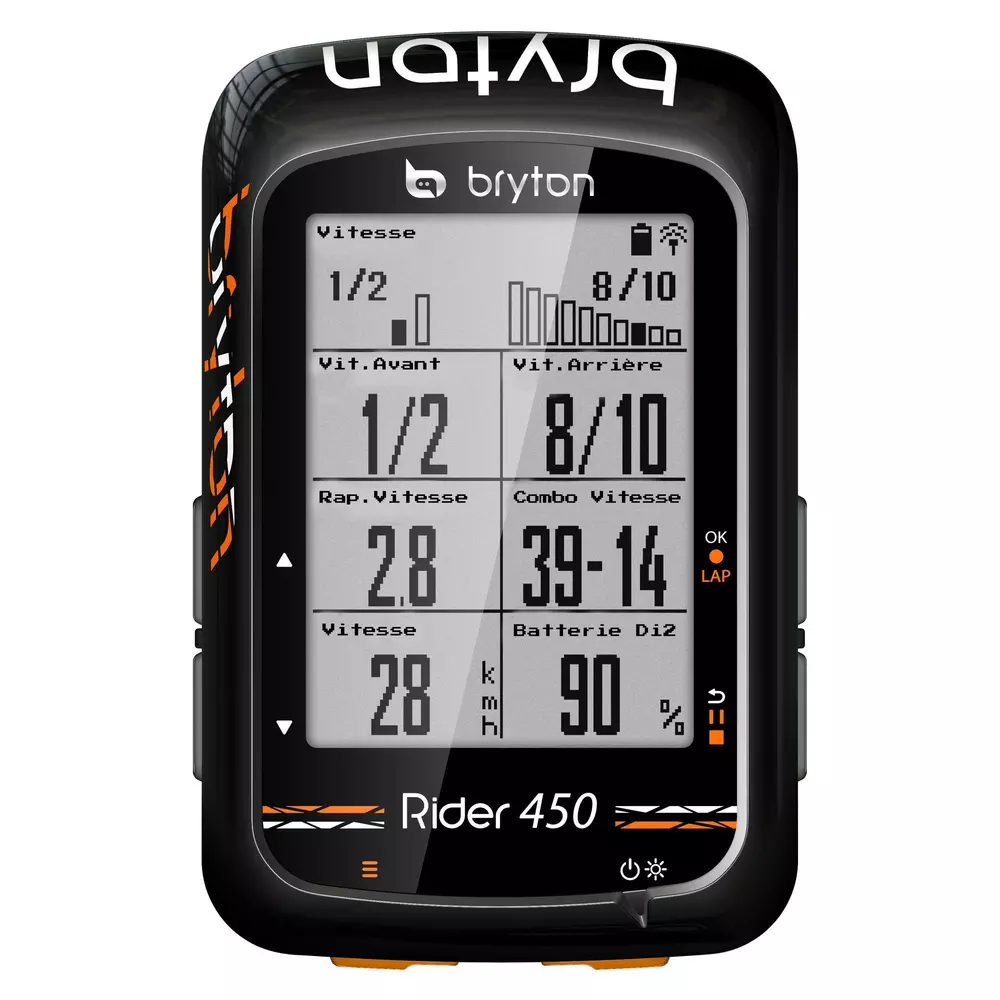 bryton
bryton
bryton
Vitesse
1/2 8/10
Vit.Avant Vit.Arrière
1/2 8/10
Rap.Vitesse Combo Vitesse
2.8 39-14
OK
LAP
Vitesse Batterie Di2
28 kmh 90 %
Rider 450